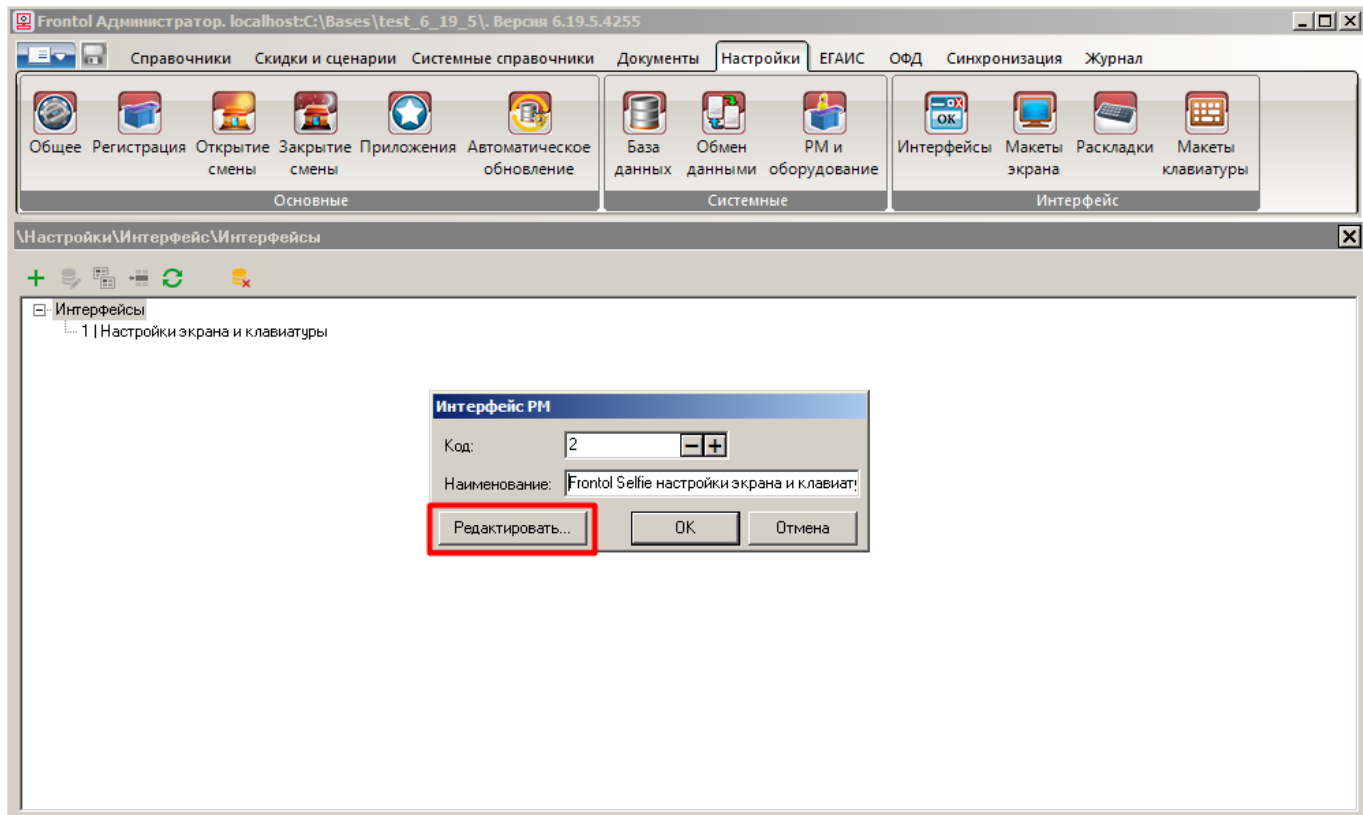 Frontol Администратор. localhost:C:\Bases\test_6_19_5\. Версия 6.19.5.4255
Справочники Скидки и сценарии Системные справочники Документы Настройки ЕГАИС ОФД Синхронизация Журнал
Общее Регистрация Открытие смены Закрытие смены Приложения Автоматическое обновление База данных Обмен данными РМ и оборудование Интерфейсы Макеты экрана Раскладки Макеты клавиатуры
Основные Системные Интерфейс
\Настройки\Интерфейс\Интерфейсы
Интерфейсы
1 | Настройки экрана и клавиатуры
Интерфейс РМ
Код: 2
Наименование: Frontol Selfie настройки экрана и
Редактировать... OK Отмена